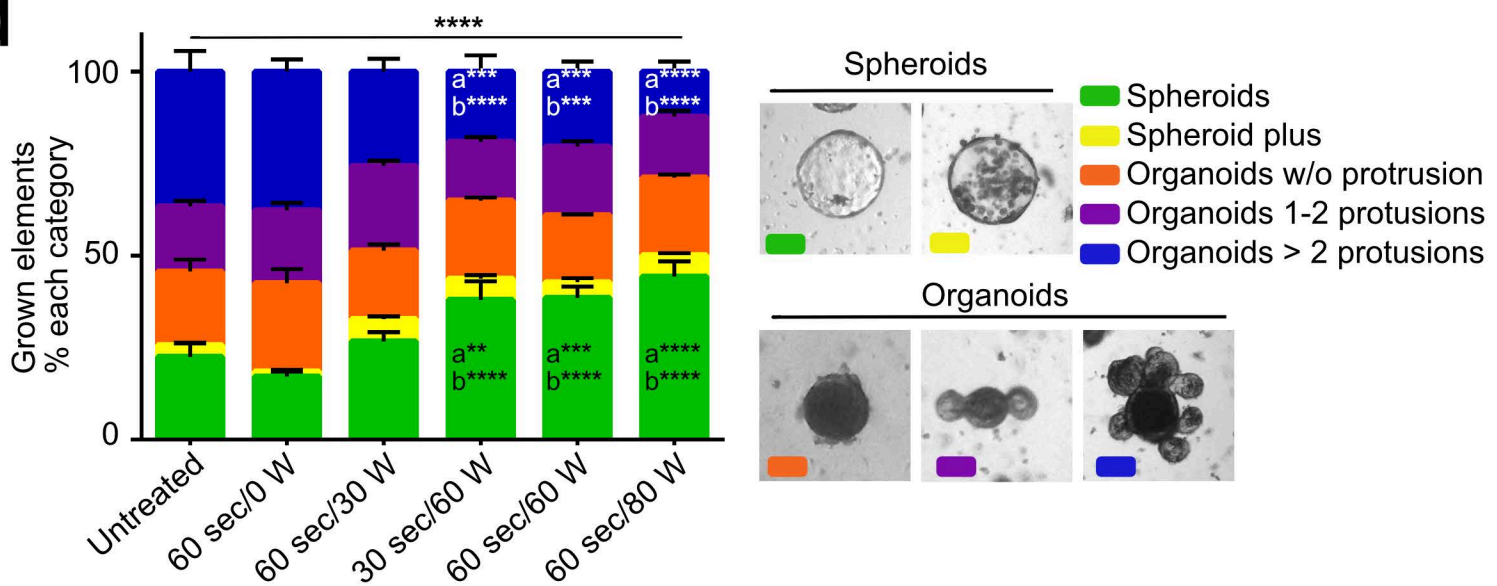 ****
100
50
0
Grown elements
% each category
a***
b****
a***
b***
a****
b****
a**
b****
a***
b****
a****
b****
Untreated
60 sec/0 W
60 sec/30 W
30 sec/60 W
60 sec/60 W
60 sec/80 W
Spheroids
Organoids
Spheroids
Spheroid plus
Organoids w/o protrusion
Organoids 1-2 protusions
Organoids > 2 protusions